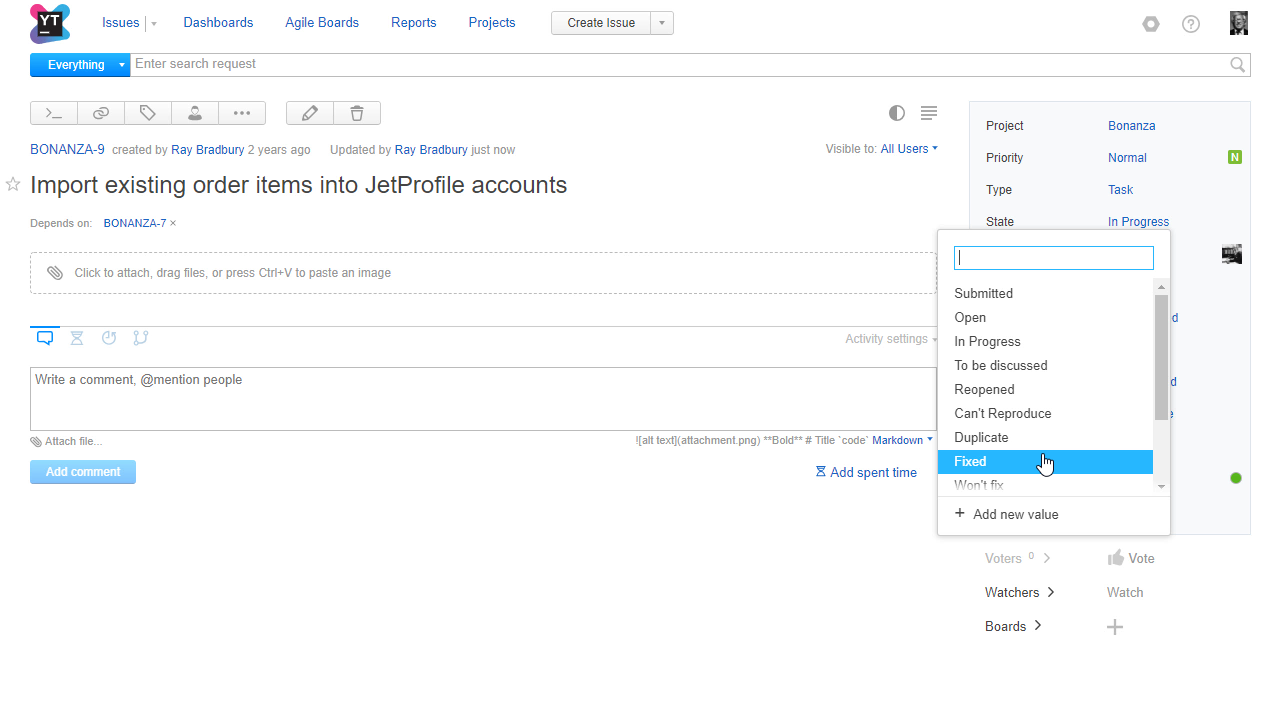 YT
Issues Dashboards Agile Boards Reports Projects Create Issue
Everything Enter search request
BONANZA-9 created by Ray Bradbury 2 years ago Updated by Ray Bradbury just now Visible to: All Users
Import existing order items into JetProfile accounts
Depends on: BONANZA-7 ×
Click to attach, drag files, or press Ctrl+V to paste an image
Activity settings
Write a comment, @mention people
Attach file... ![alt text](attachment.png) **Bold** # Title `code` Markdown
Add comment Add spent time
Project Bonanza
Priority Normal N
Type Task
State In Progress
Submitted
Open
In Progress
To be discussed
Reopened
Can't Reproduce
Duplicate
Fixed
Won't fix
+ Add new value
Voters 0 Vote
Watchers Watch
Boards